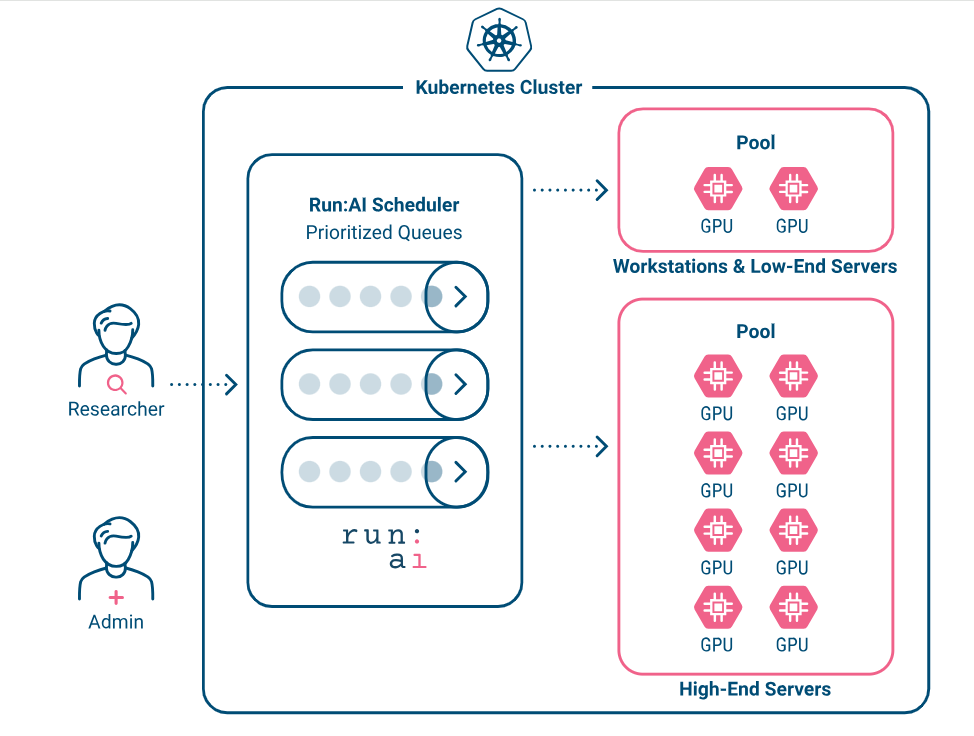 Kubernetes Cluster
Run:AI Scheduler
Prioritized Queues
run:
ai
Researcher
Admin
Pool
GPU GPU
Workstations & Low-End Servers
Pool
GPU GPU
GPU GPU
GPU GPU
GPU GPU
High-End Servers